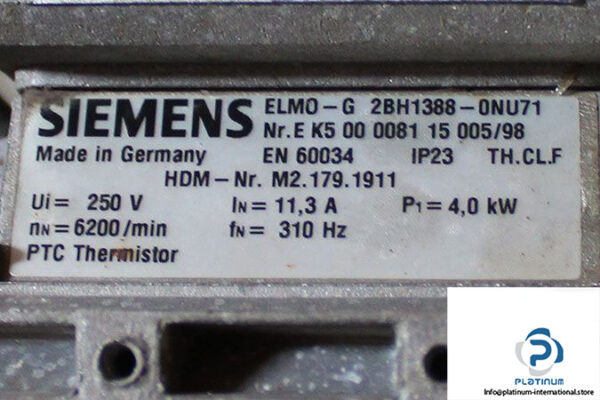 SIEMENS ELMO-G 2BH1388-0NU71
Nr.E K5 00 0081 15 005/98
Made in Germany EN 60034 IP23 TH.CL.F
HDM-Nr. M2.179.1911
Ui= 250 V IN= 11,3 A P1= 4,0 kW
nN=6200/min fN= 310 Hz
PTC Thermistor
PLATINUM
Info@platinum-international.store